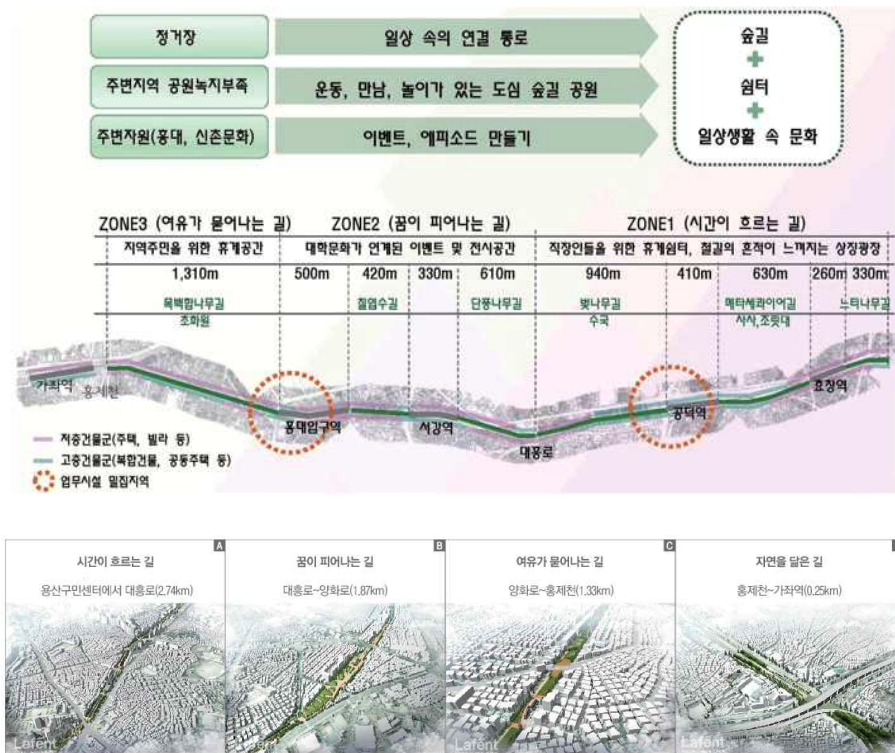 정거장
일상 속의 연결 통로
숲길
+
주변지역 공원녹지부족
운동, 만남, 놀이가 있는 도심 숲길 공원
쉼터
+
주변자원(홍대, 신촌문화)
이벤트, 에피소드 만들기
일상생활 속 문화
ZONE3 (여유가 묻어나는 길)
ZONE2 (꿈이 피어나는 길)
ZONE1 (시간이 흐르는 길)
지역주민을 위한 휴게공간
대학문화가 연계된 이벤트 및 전시공간
직장인들을 위한 휴게쉼터, 철길의 흔적이 느껴지는 상징광장
1,310m
500m
420m
330m
610m
940m
410m
630m
260m
330m
목백합나무길
칠엽수길
단풍나무길
벚나무길
메타세콰이어길
느티나무길
초화원
수국
사사,조릿대
가좌역
홍제천
홍대입구역
서강역
대흥로
공덕역
효창역
저층건물군(주택, 빌라 등)
고층건물군(복합건물, 공동주택 등)
업무시설 밀집지역
A
시간이 흐르는 길
용산구민센터에서 대흥로(2.74km)
Lafent
B
꿈이 피어나는 길
대흥로~양화로(1.87km)
Lafent
C
여유가 묻어나는 길
양화로~홍제천(1.33km)
Lafent
자연을 닮은 길
홍제천~가좌역(0.25km)
Lafent